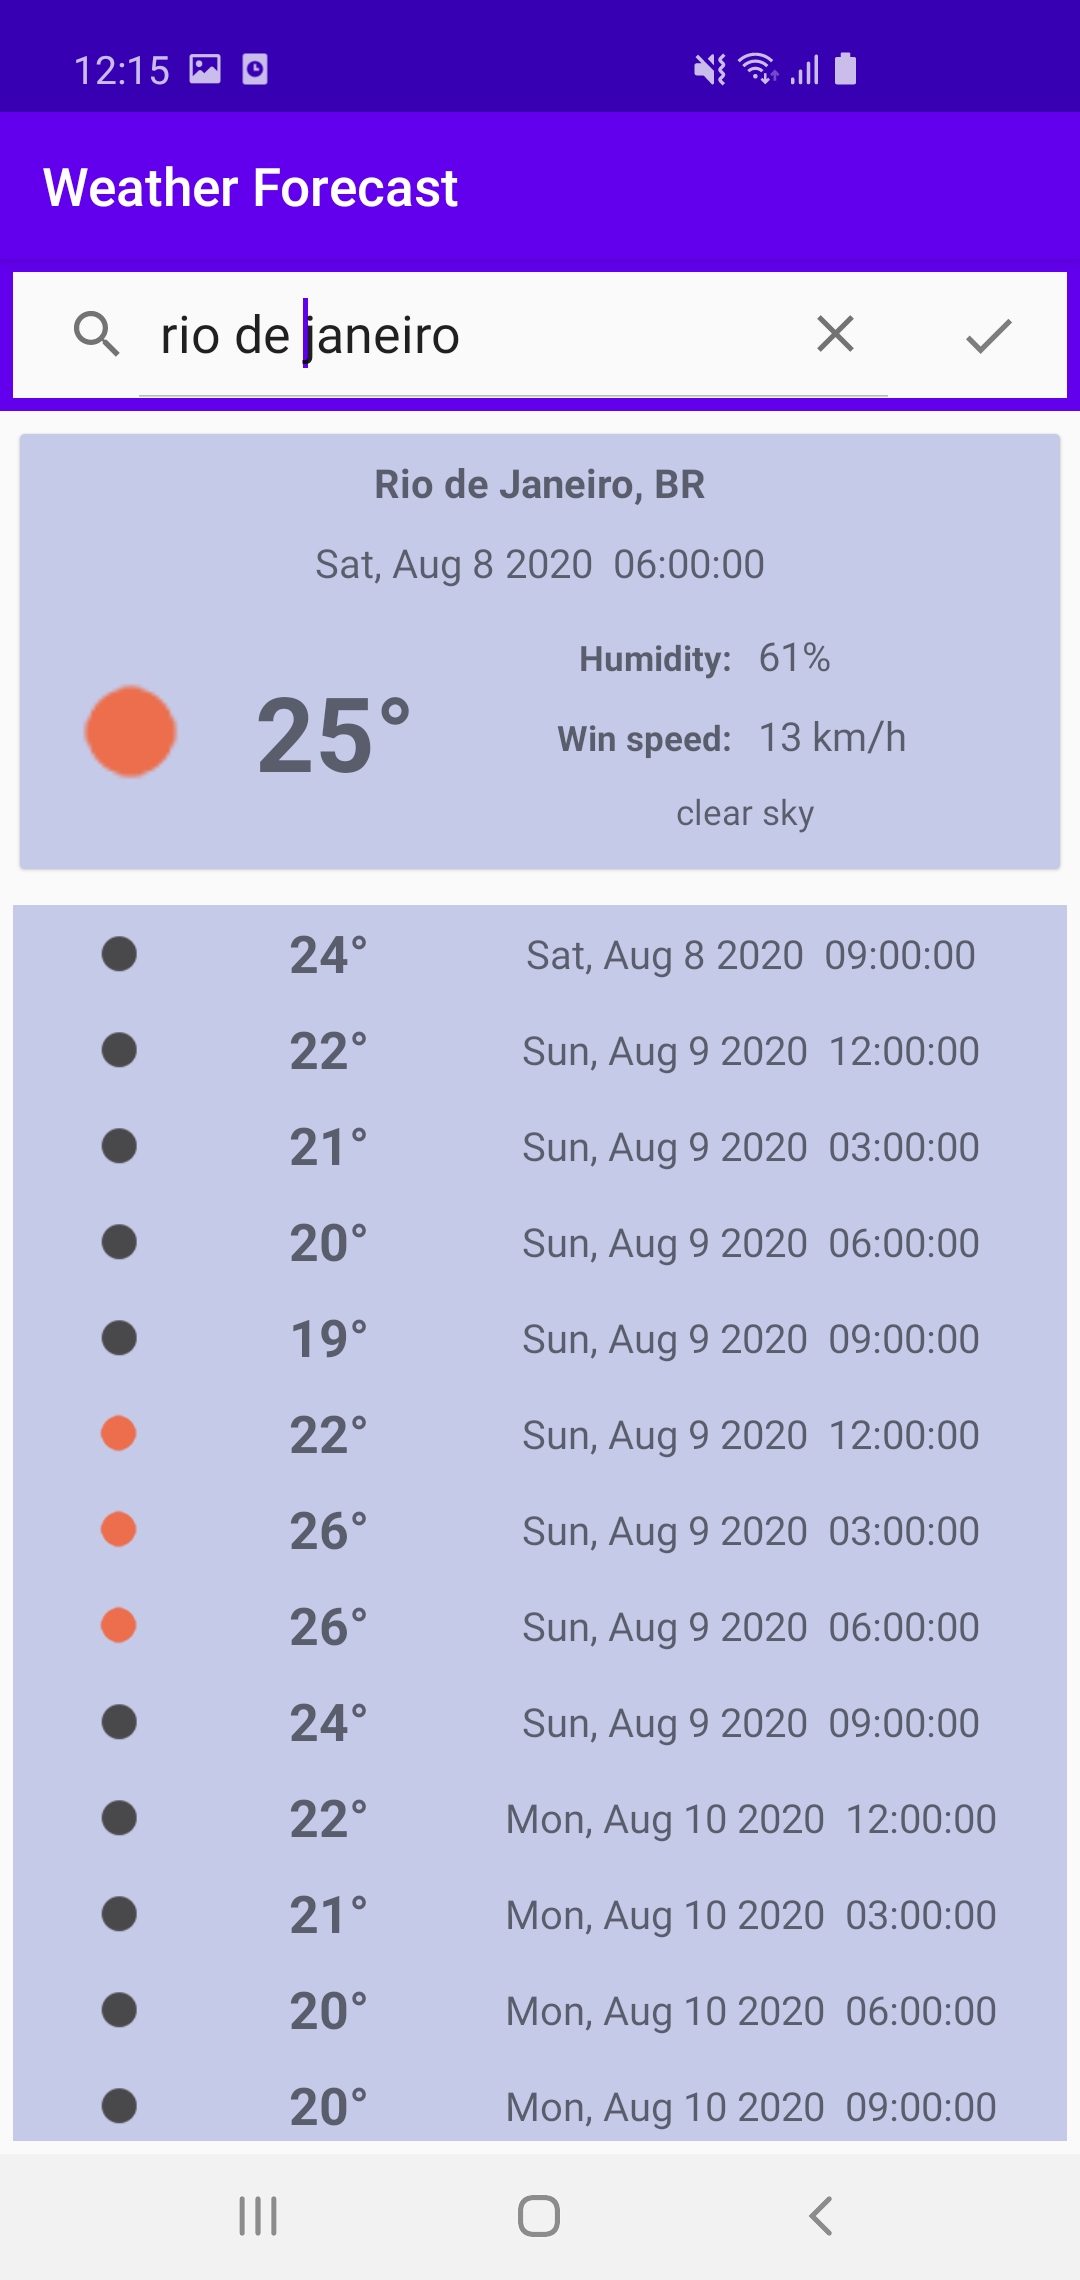 12:15
Weather Forecast
rio de janeiro
Rio de Janeiro, BR
Sat, Aug 8 2020 06:00:00
Humidity: 61%
25°
Win speed: 13 km/h
clear sky
24° Sat, Aug 8 2020 09:00:00
22° Sun, Aug 9 2020 12:00:00
21° Sun, Aug 9 2020 03:00:00
20° Sun, Aug 9 2020 06:00:00
19° Sun, Aug 9 2020 09:00:00
22° Sun, Aug 9 2020 12:00:00
26° Sun, Aug 9 2020 03:00:00
26° Sun, Aug 9 2020 06:00:00
24° Sun, Aug 9 2020 09:00:00
22° Mon, Aug 10 2020 12:00:00
21° Mon, Aug 10 2020 03:00:00
20° Mon, Aug 10 2020 06:00:00
20° Mon, Aug 10 2020 09:00:00